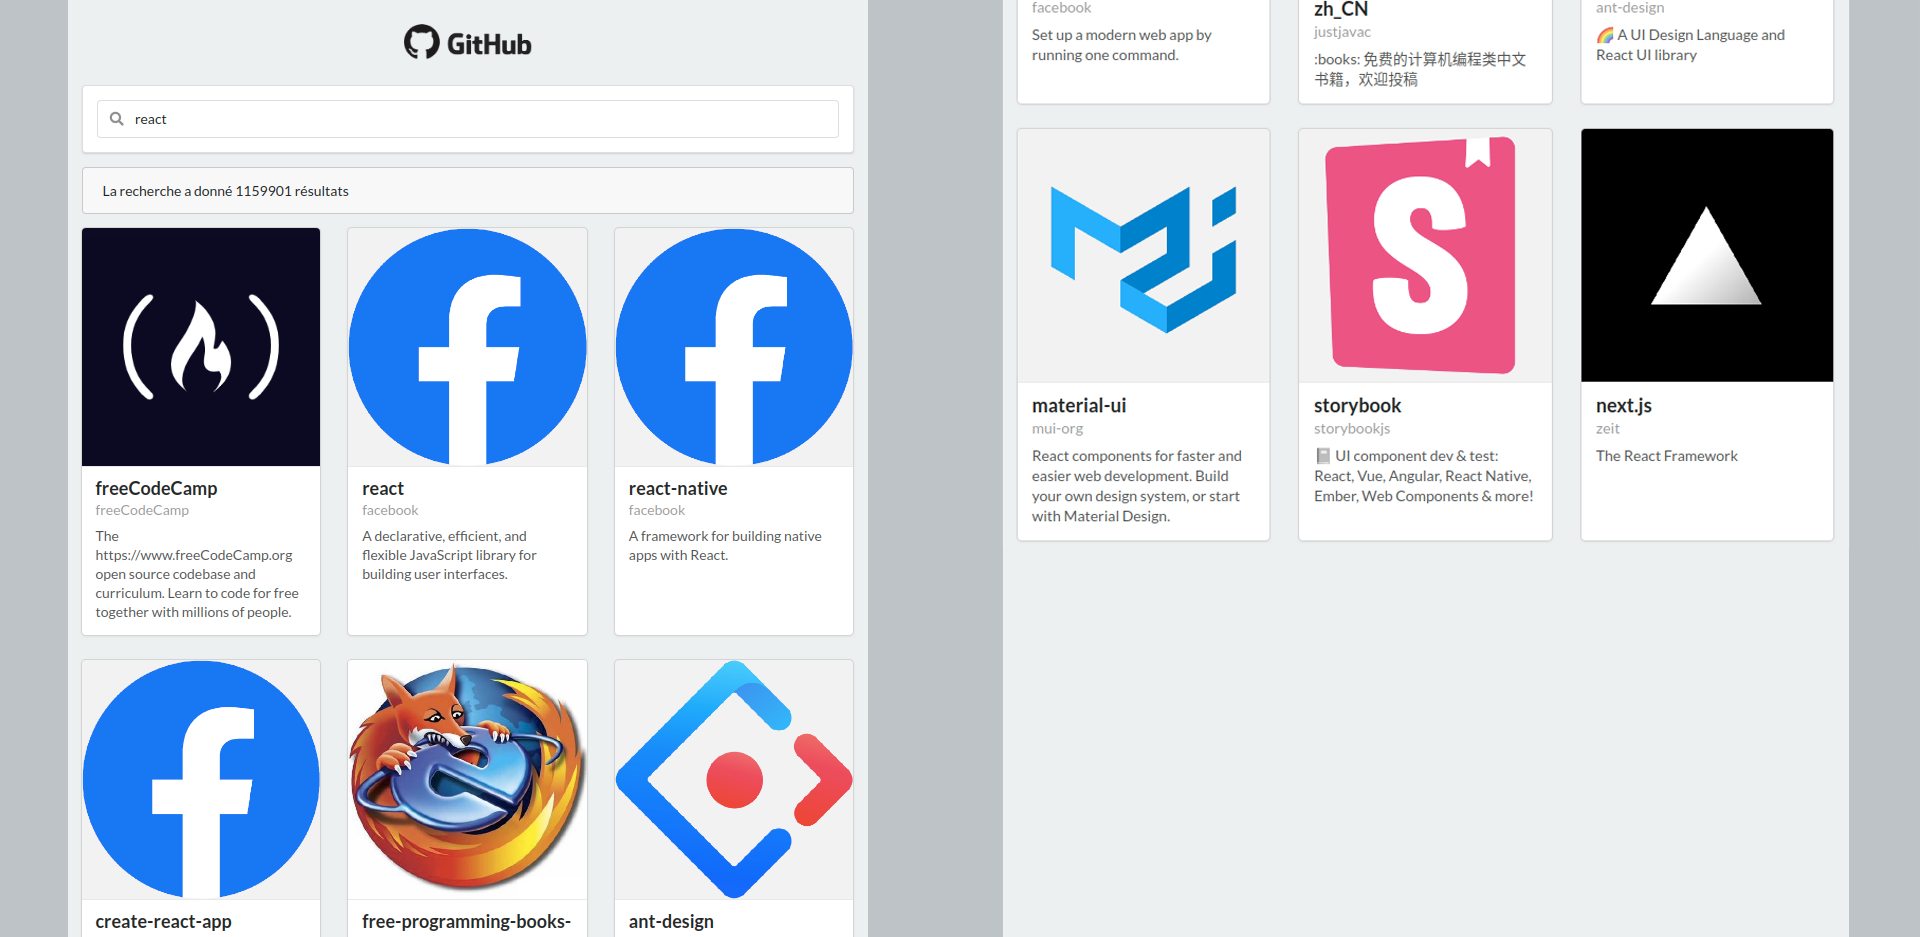 GitHub
react
La recherche a donné 1159901 résultats
freeCodeCamp
freeCodeCamp
The
https://www.freeCodeCamp.org
open source codebase and
curriculum. Learn to code for free
together with millions of people.
react
facebook
A declarative, efficient, and
flexible JavaScript library for
building user interfaces.
react-native
facebook
A framework for building native
apps with React.
create-react-app
free-programming-books-
ant-design
facebook
Set up a modern web app by
running one command.
zh_CN
justjavac
:books: 免费的计算机编程类中文
书籍，欢迎投稿
ant-design
🌈 A UI Design Language and
React UI library
material-ui
mui-org
React components for faster and
easier web development. Build
your own design system, or start
with Material Design.
storybook
storybookjs
📓 UI component dev & test:
React, Vue, Angular, React Native,
Ember, Web Components & more!
next.js
zeit
The React Framework